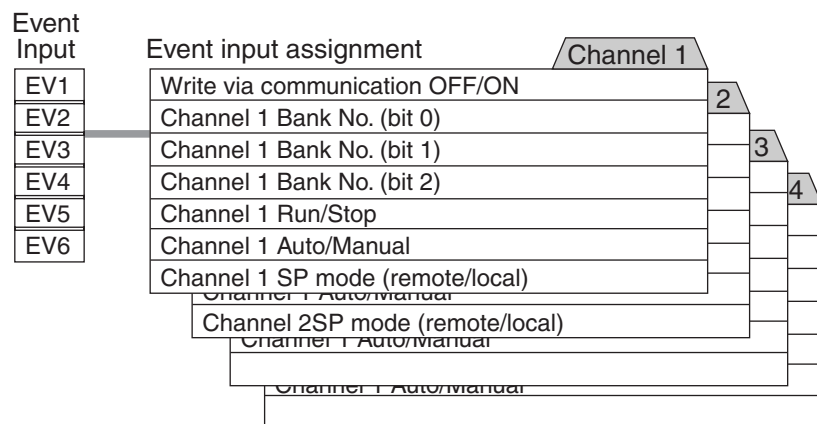 Event
Input
Event input assignment
Channel 1
EV1
Write via communication OFF/ON
2
EV2
Channel 1 Bank No. (bit 0)
EV3
Channel 1 Bank No. (bit 1)
3
EV4
Channel 1 Bank No. (bit 2)
4
EV5
Channel 1 Run/Stop
EV6
Channel 1 Auto/Manual
Channel 1 SP mode (remote/local)
Channel 1 Auto/Manual
Channel 2SP mode (remote/local)
Channel 1 Auto/Manual
Channel 1 Auto/Manual